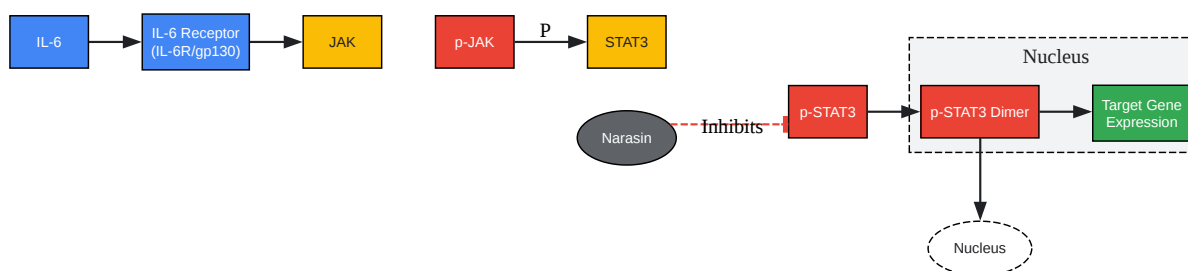 IL-6
IL-6 Receptor
(IL-6R/gp130)
JAK
p-JAK
P
STAT3
Nucleus
p-STAT3
p-STAT3 Dimer
Target Gene
Expression
Narasin
Inhibits
Nucleus